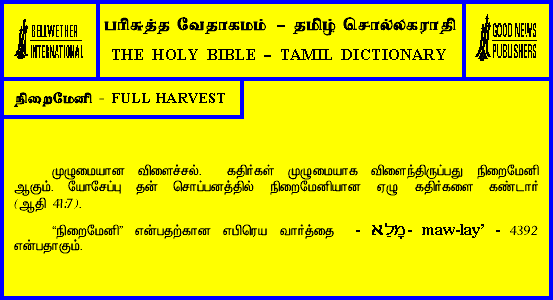 BELLWETHER
INTERNATIONAL
பரிசுத்த வேதாகமம் – தமிழ் சொல்லகராதி
THE HOLY BIBLE – TAMIL DICTIONARY
GOOD NEWS
PUBLISHERS
நிறைமேனி - FULL HARVEST
முழுமையான விளைச்சல். கதிர்கள் முழுமையாக விளைந்திருப்பது நிறைமேனி
ஆகும். யோசேப்பு தன் சொப்பனத்தில் நிறைமேனியான ஏழு கதிர்களை கண்டார்
(ஆதி 41:7).
“நிறைமேனி” என்பதற்கான எபிரெய வார்த்தை - מָלֵא - maw-lay’ - 4392
என்பதாகும்.